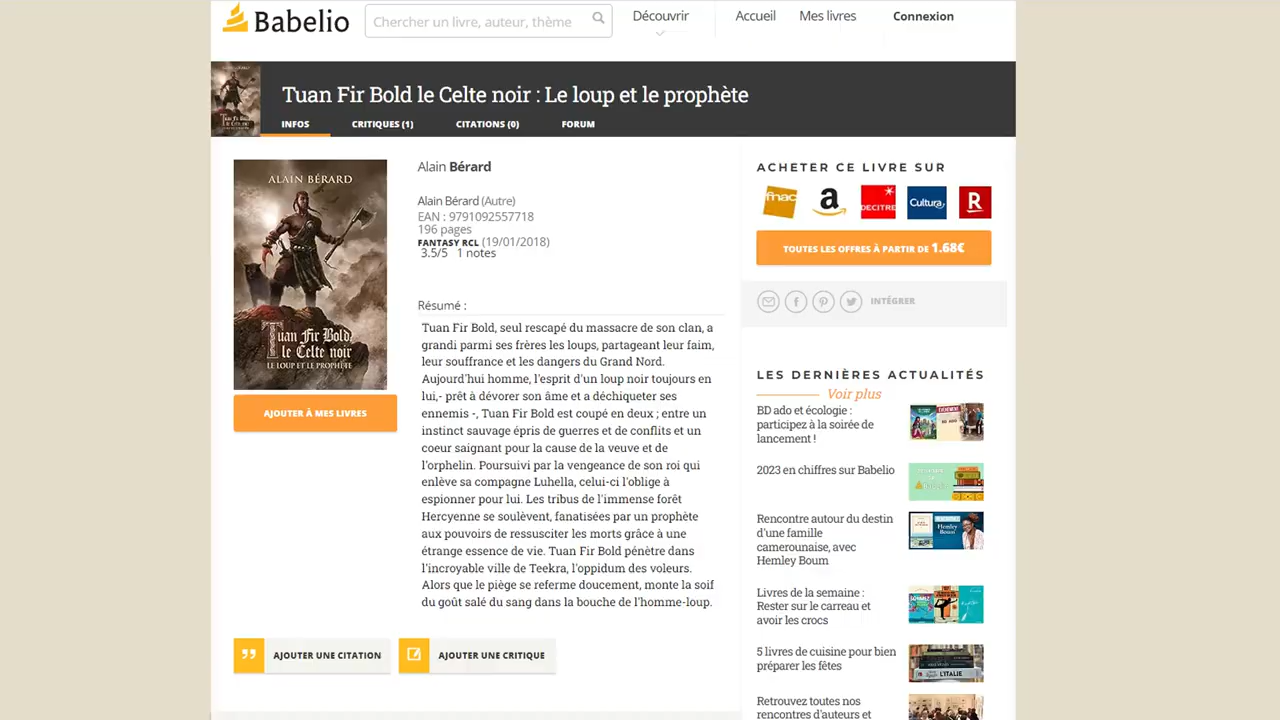 Babelio
Chercher un livre, auteur, thème
Découvrir
Accueil
Mes livres
Connexion
Tuan Fir Bold le Celte noir : Le loup et le prophète
INFOS
CRITIQUES (1)
CITATIONS (0)
FORUM
ALAIN BÉRARD
Tuan Fir Bold
le Celte noir
LE LOUP ET LE PROPHÈTE
AJOUTER À MES LIVRES
Alain Bérard
Alain Bérard (Autre)
EAN : 9791092557718
196 pages
FANTASY RCL (19/01/2018)
3.5/5 1 notes
Résumé :
Tuan Fir Bold, seul rescapé du massacre de son clan, a
grandi parmi ses frères les loups, partageant leur faim,
leur souffrance et les dangers du Grand Nord.
Aujourd'hui homme, l'esprit d'un loup noir toujours en
lui,- prêt à dévorer son âme et a déchiqueter ses
ennemis -, Tuan Fir Bold est coupé en deux ; entre un
instinct sauvage épris de guerres et de conflits et un
coeur saignant pour la cause de la veuve et de
l'orphelin. Poursuivi par la vengeance de son roi qui
enlève sa compagne Luhella, celui-ci l'oblige à
espionner pour lui. Les tribus de l'immense forêt
Hercyenne se soulèvent, fanatisées par un prophète
aux pouvoirs de ressusciter les morts grâce à une
étrange essence de vie. Tuan Fir Bold pénètre dans
l'incroyable ville de Teekra, l'oppidum des voleurs.
Alors que le piège se referme doucement, monte la soif
du goût salé du sang dans la bouche de l'homme-loup.
AJOUTER UNE CITATION
AJOUTER UNE CRITIQUE
ACHETER CE LIVRE SUR
fnac
a
DECITRE
Cultura
R
TOUTES LES OFFRES À PARTIR DE 1.68€
INTÉGRER
LES DERNIÈRES ACTUALITÉS
Voir plus
BD ado et écologie :
participez à la soirée de
lancement !
2023 en chiffres sur Babelio
Rencontre autour du destin
d'une famille
camerounaise, avec
Hemley Boum
Hemley
Boum
Livres de la semaine :
Rester sur le carreau et
avoir les crocs
5 livres de cuisine pour bien
préparer les fêtes
L'ITALIE
Retrouvez toutes nos
rencontres d'auteurs et